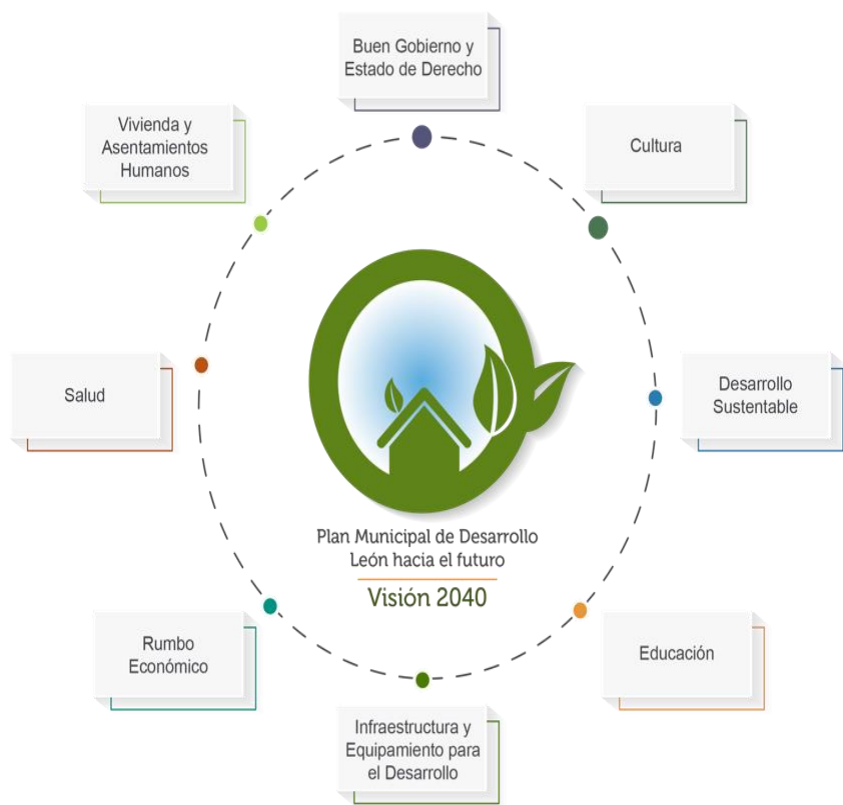 Buen Gobierno y
Estado de Derecho
Cultura
Desarrollo
Sustentable
Educación
Infraestructura y
Equipamiento para
el Desarrollo
Rumbo
Económico
Salud
Vivienda y
Asentamientos
Humanos
Plan Municipal de Desarrollo
León hacia el futuro
Visión 2040